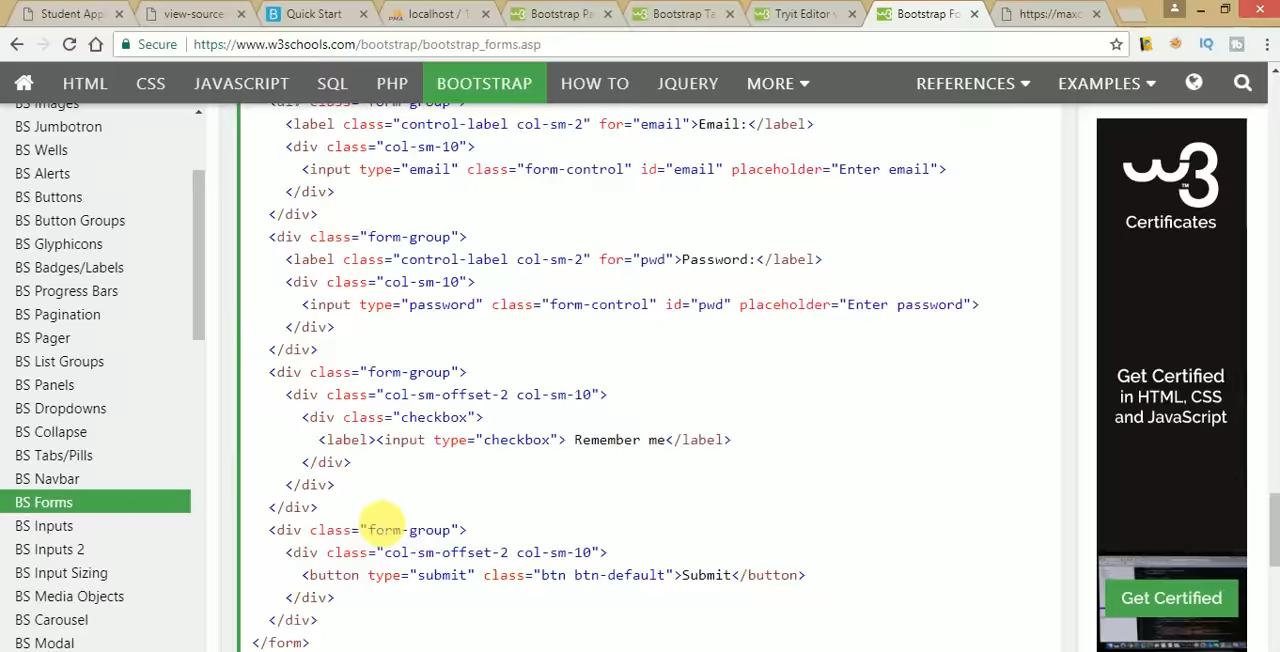 Student App
view-source
Quick Start
localhost / 1
Bootstrap Pa
Bootstrap Ta
Tryit Editor v
Bootstrap Fo
https://maxc
Secure
https://www.w3schools.com/bootstrap/bootstrap_forms.asp
HTML CSS JAVASCRIPT SQL PHP BOOTSTRAP HOW TO JQUERY MORE REFERENCES EXAMPLES
BS Images
BS Jumbotron
BS Wells
BS Alerts
BS Buttons
BS Button Groups
BS Glyphicons
BS Badges/Labels
BS Progress Bars
BS Pagination
BS Pager
BS List Groups
BS Panels
BS Dropdowns
BS Collapse
BS Tabs/Pills
BS Navbar
BS Forms
BS Inputs
BS Inputs 2
BS Input Sizing
BS Media Objects
BS Carousel
BS Modal
<div class="form-group">
<label class="control-label col-sm-2" for="email">Email:</label>
<div class="col-sm-10">
<input type="email" class="form-control" id="email" placeholder="Enter email">
</div>
</div>
<div class="form-group">
<label class="control-label col-sm-2" for="pwd">Password:</label>
<div class="col-sm-10">
<input type="password" class="form-control" id="pwd" placeholder="Enter password">
</div>
</div>
<div class="form-group">
<div class="col-sm-offset-2 col-sm-10">
<div class="checkbox">
<label><input type="checkbox"> Remember me</label>
</div>
</div>
</div>
<div class="form-group">
<div class="col-sm-offset-2 col-sm-10">
<button type="submit" class="btn btn-default">Submit</button>
</div>
</div>
</form>
w3
™
Certificates
Get Certified
in HTML, CSS
and JavaScript
Get Certified